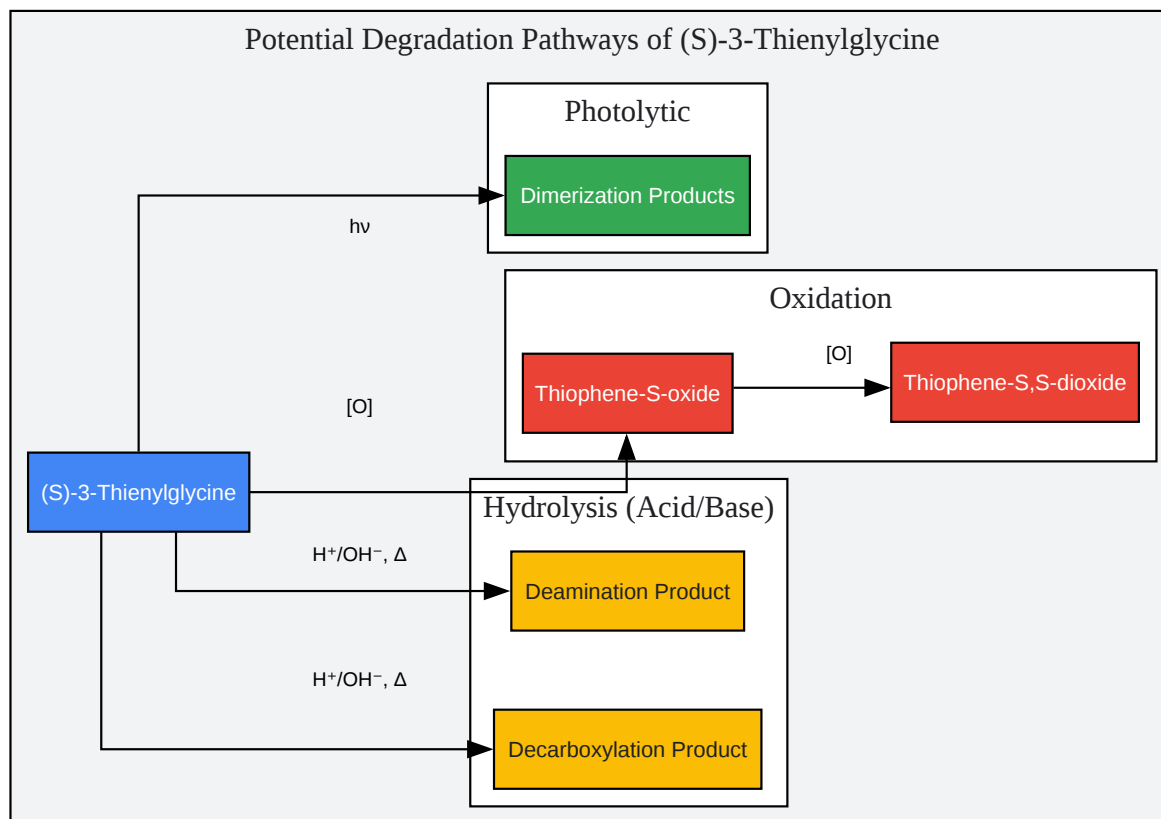 Potential Degradation Pathways of (S)-3-Thienylglycine
Photolytic
Dimerization Products
hν
Oxidation
[O]
Thiophene-S-oxide
Thiophene-S,S-dioxide
[O]
(S)-3-Thienylglycine
Hydrolysis (Acid/Base)
H⁺/OH⁻, Δ
Deamination Product
H⁺/OH⁻, Δ
Decarboxylation Product